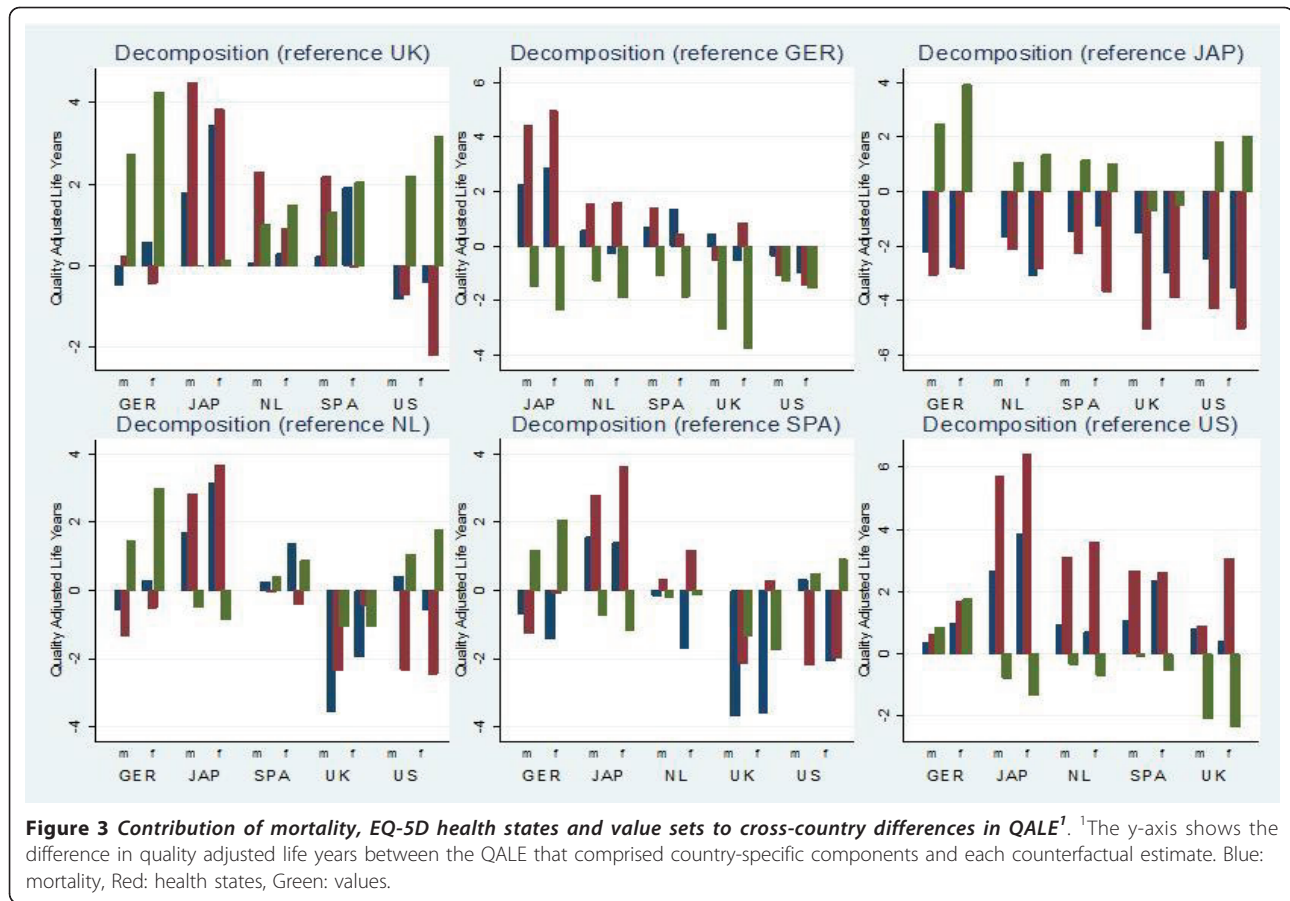 Decomposition (reference UK)
Quality Adjusted Life Years
4
2
0
-2
m f m f m f m f m f
GER JAP NL SPA US
Decomposition (reference GER)
Quality Adjusted Life Years
6
4
2
0
-2
-4
m f m f m f m f m f
JAP NL SPA UK US
Decomposition (reference JAP)
Quality Adjusted Life Years
4
2
0
-2
-4
-6
m f m f m f m f m f
GER NL SPA UK US
Decomposition (reference NL)
Quality Adjusted Life Years
4
2
0
-2
-4
m f m f m f m f m f
GER JAP SPA UK US
Decomposition (reference SPA)
Quality Adjusted Life Years
4
2
0
-2
-4
m f m f m f m f m f
GER JAP NL UK US
Decomposition (reference US)
Quality Adjusted Life Years
6
4
2
0
-2
m f m f m f m f m f
GER JAP NL SPA UK
Figure 3 Contribution of mortality, EQ-5D health states and value sets to cross-country differences in QALE¹. ¹The y-axis shows the
difference in quality adjusted life years between the QALE that comprised country-specific components and each counterfactual estimate. Blue:
mortality, Red: health states, Green: values.